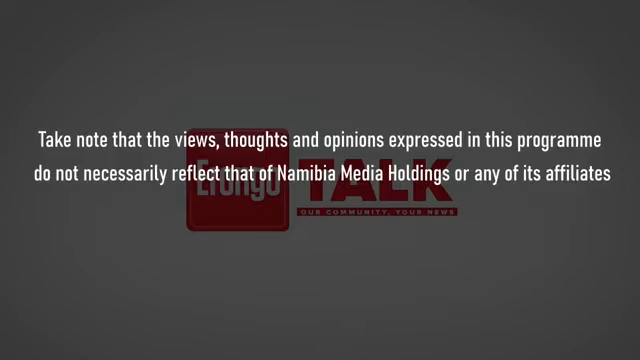 Take note that the views, thoughts and opinions expressed in this programme
do not necessarily reflect that of Namibia Media Holdings or any of its affiliates
Erongo TALK
OUR COMMUNITY, YOUR NEWS